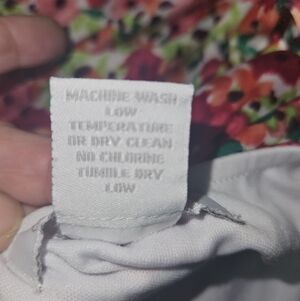 MACHINE WASH
LOW
TEMPERATURE
OR DRY CLEAN
NO CHLORINE
TUMBLE DRY
LOW